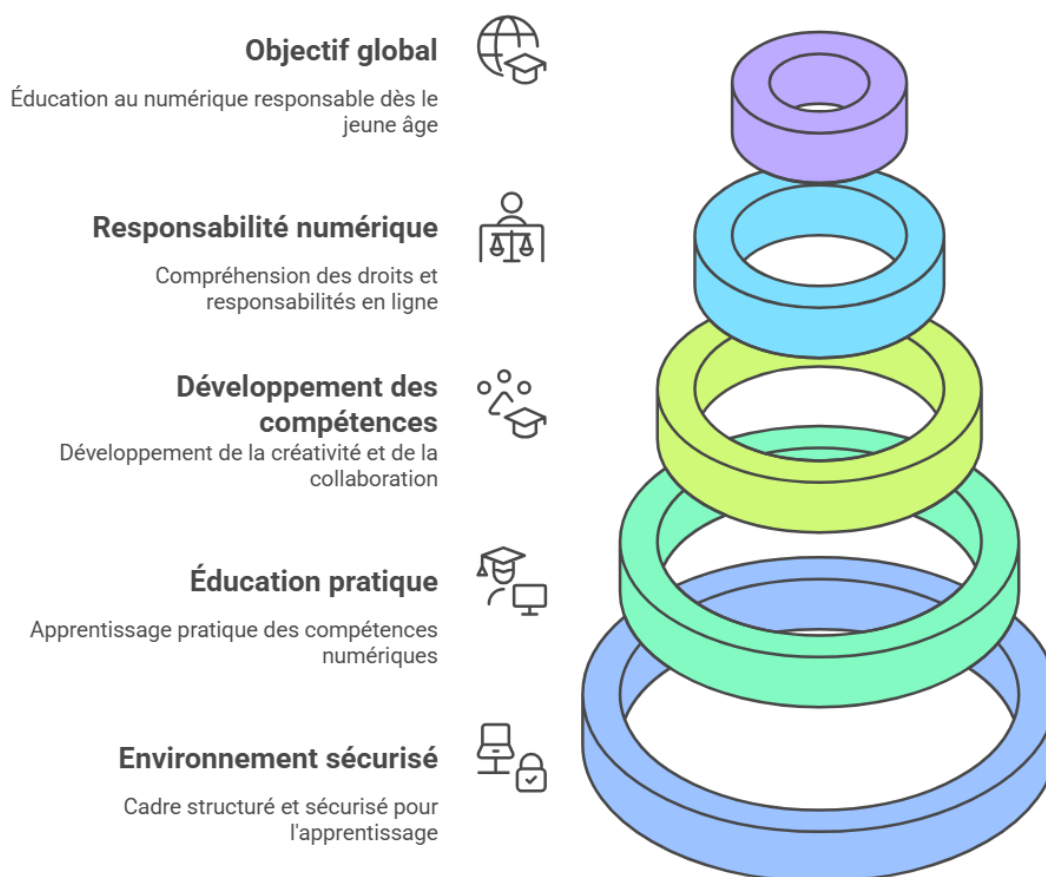 Objectif global
Éducation au numérique responsable dès le
jeune âge
Responsabilité numérique
Compréhension des droits et
responsabilités en ligne
Développement des
compétences
Développement de la créativité et de la
collaboration
Éducation pratique
Apprentissage pratique des compétences
numériques
Environnement sécurisé
Cadre structuré et sécurisé pour
l'apprentissage